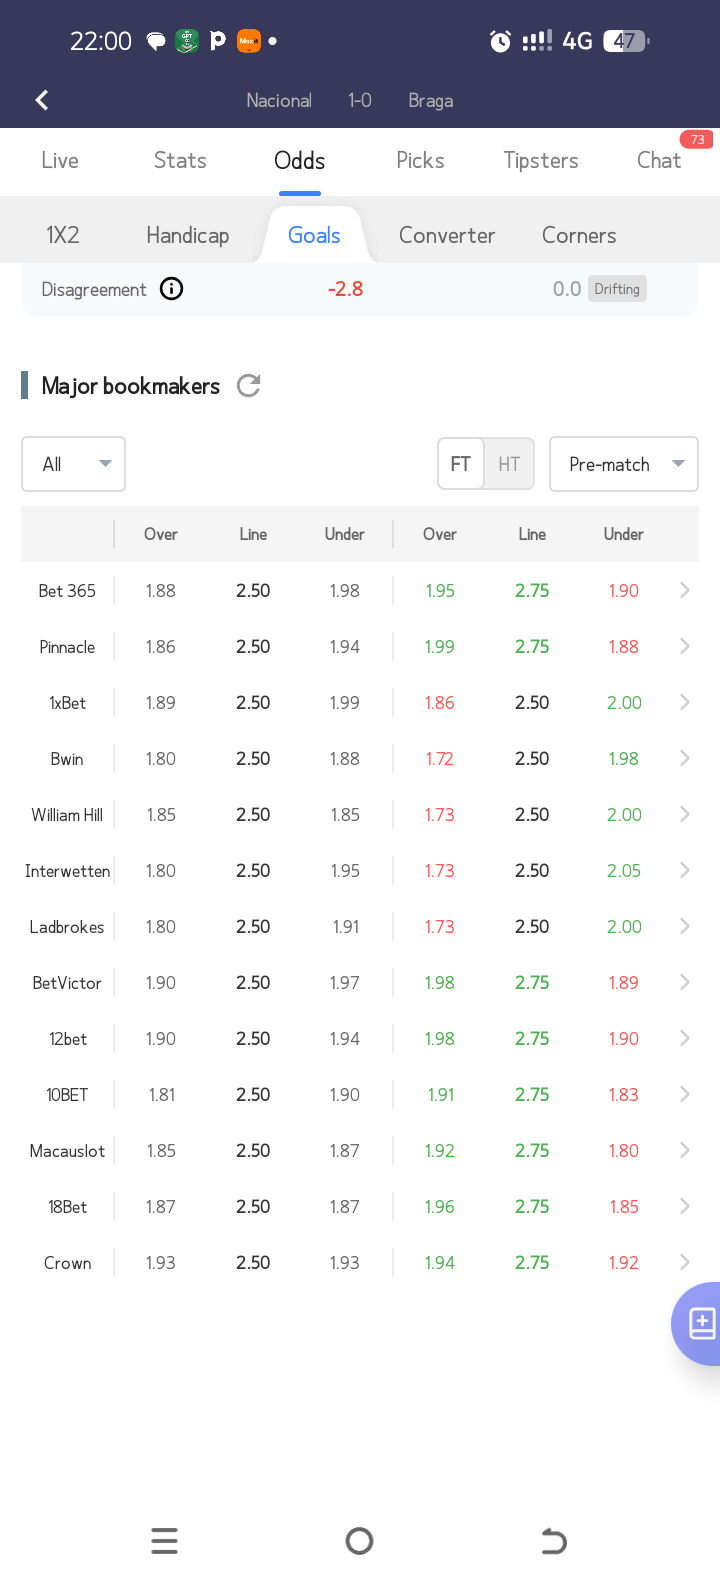 22:00 4G 47
Nacional 1-0 Braga
Live Stats Odds Picks Tipsters Chat 73
1X2 Handicap Goals Converter Corners
Disagreement -2.8 0.0 Drifting
Major bookmakers
All FT HT Pre-match
Over Line Under Over Line Under
Bet 365 1.88 2.50 1.98 1.95 2.75 1.90
Pinnacle 1.86 2.50 1.94 1.99 2.75 1.88
1xBet 1.89 2.50 1.99 1.86 2.50 2.00
Bwin 1.80 2.50 1.88 1.72 2.50 1.98
William Hill 1.85 2.50 1.85 1.73 2.50 2.00
Interwetten 1.80 2.50 1.95 1.73 2.50 2.05
Ladbrokes 1.80 2.50 1.91 1.73 2.50 2.00
BetVictor 1.90 2.50 1.97 1.98 2.75 1.89
12bet 1.90 2.50 1.94 1.98 2.75 1.90
10BET 1.81 2.50 1.90 1.91 2.75 1.83
Macauslot 1.85 2.50 1.87 1.92 2.75 1.80
18Bet 1.87 2.50 1.87 1.96 2.75 1.85
Crown 1.93 2.50 1.93 1.94 2.75 1.92